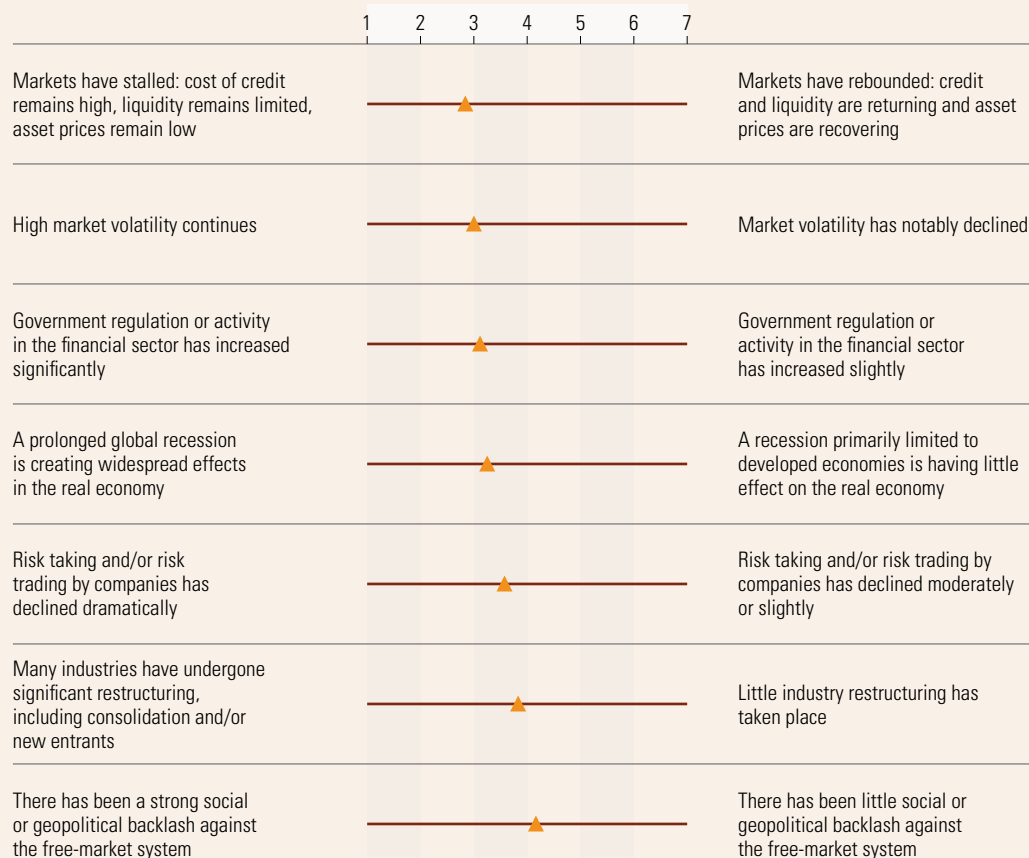 1 2 3 4 5 6 7
Markets have stalled: cost of credit
remains high, liquidity remains limited,
asset prices remain low
Markets have rebounded: credit
and liquidity are returning and asset
prices are recovering
High market volatility continues
Market volatility has notably declined
Government regulation or activity
in the financial sector has increased
significantly
Government regulation or
activity in the financial sector
has increased slightly
A prolonged global recession
is creating widespread effects
in the real economy
A recession primarily limited to
developed economies is having little
effect on the real economy
Risk taking and/or risk
trading by companies has
declined dramatically
Risk taking and/or risk trading by
companies has declined moderately
or slightly
Many industries have undergone
significant restructuring,
including consolidation and/or
new entrants
Little industry restructuring has
taken place
There has been a strong social
or geopolitical backlash against
the free-market system
There has been little social or
geopolitical backlash against
the free-market system